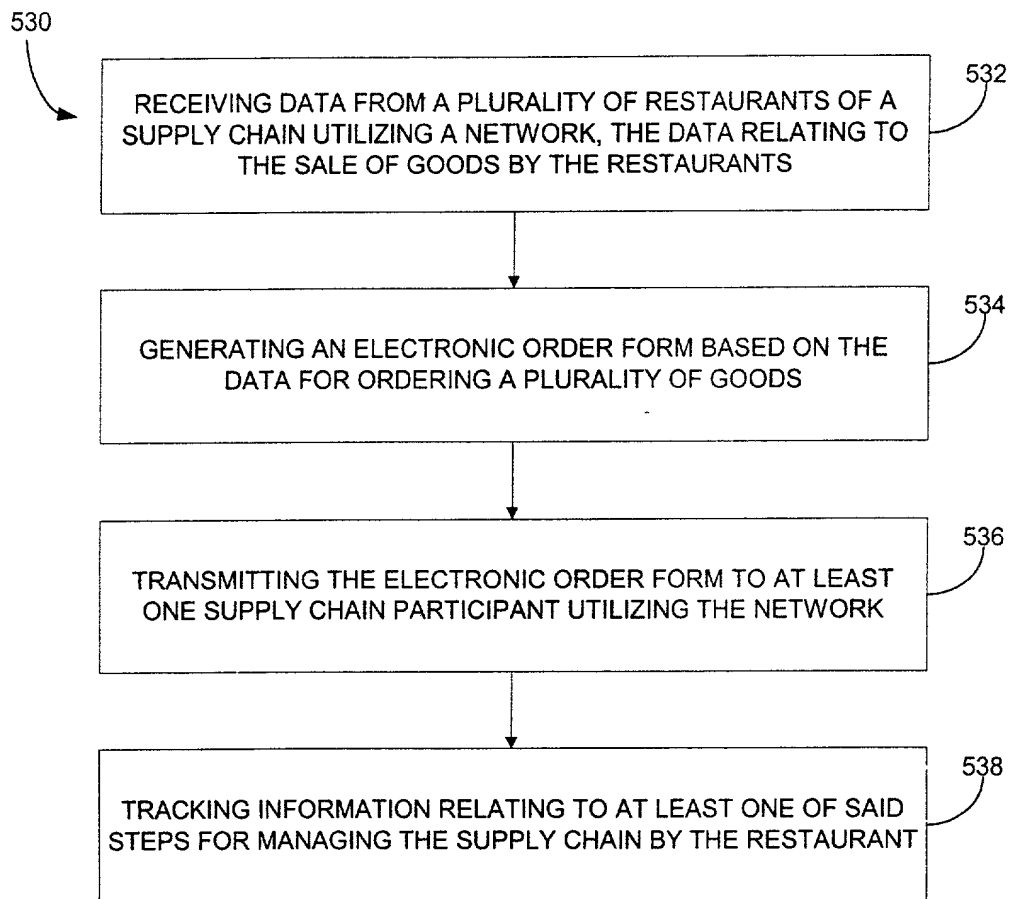 530
532
RECEIVING DATA FROM A PLURALITY OF RESTAURANTS OF A
SUPPLY CHAIN UTILIZING A NETWORK, THE DATA RELATING TO
THE SALE OF GOODS BY THE RESTAURANTS
534
GENERATING AN ELECTRONIC ORDER FORM BASED ON THE
DATA FOR ORDERING A PLURALITY OF GOODS
536
TRANSMITTING THE ELECTRONIC ORDER FORM TO AT LEAST
ONE SUPPLY CHAIN PARTICIPANT UTILIZING THE NETWORK
538
TRACKING INFORMATION RELATING TO AT LEAST ONE OF SAID
STEPS FOR MANAGING THE SUPPLY CHAIN BY THE RESTAURANT